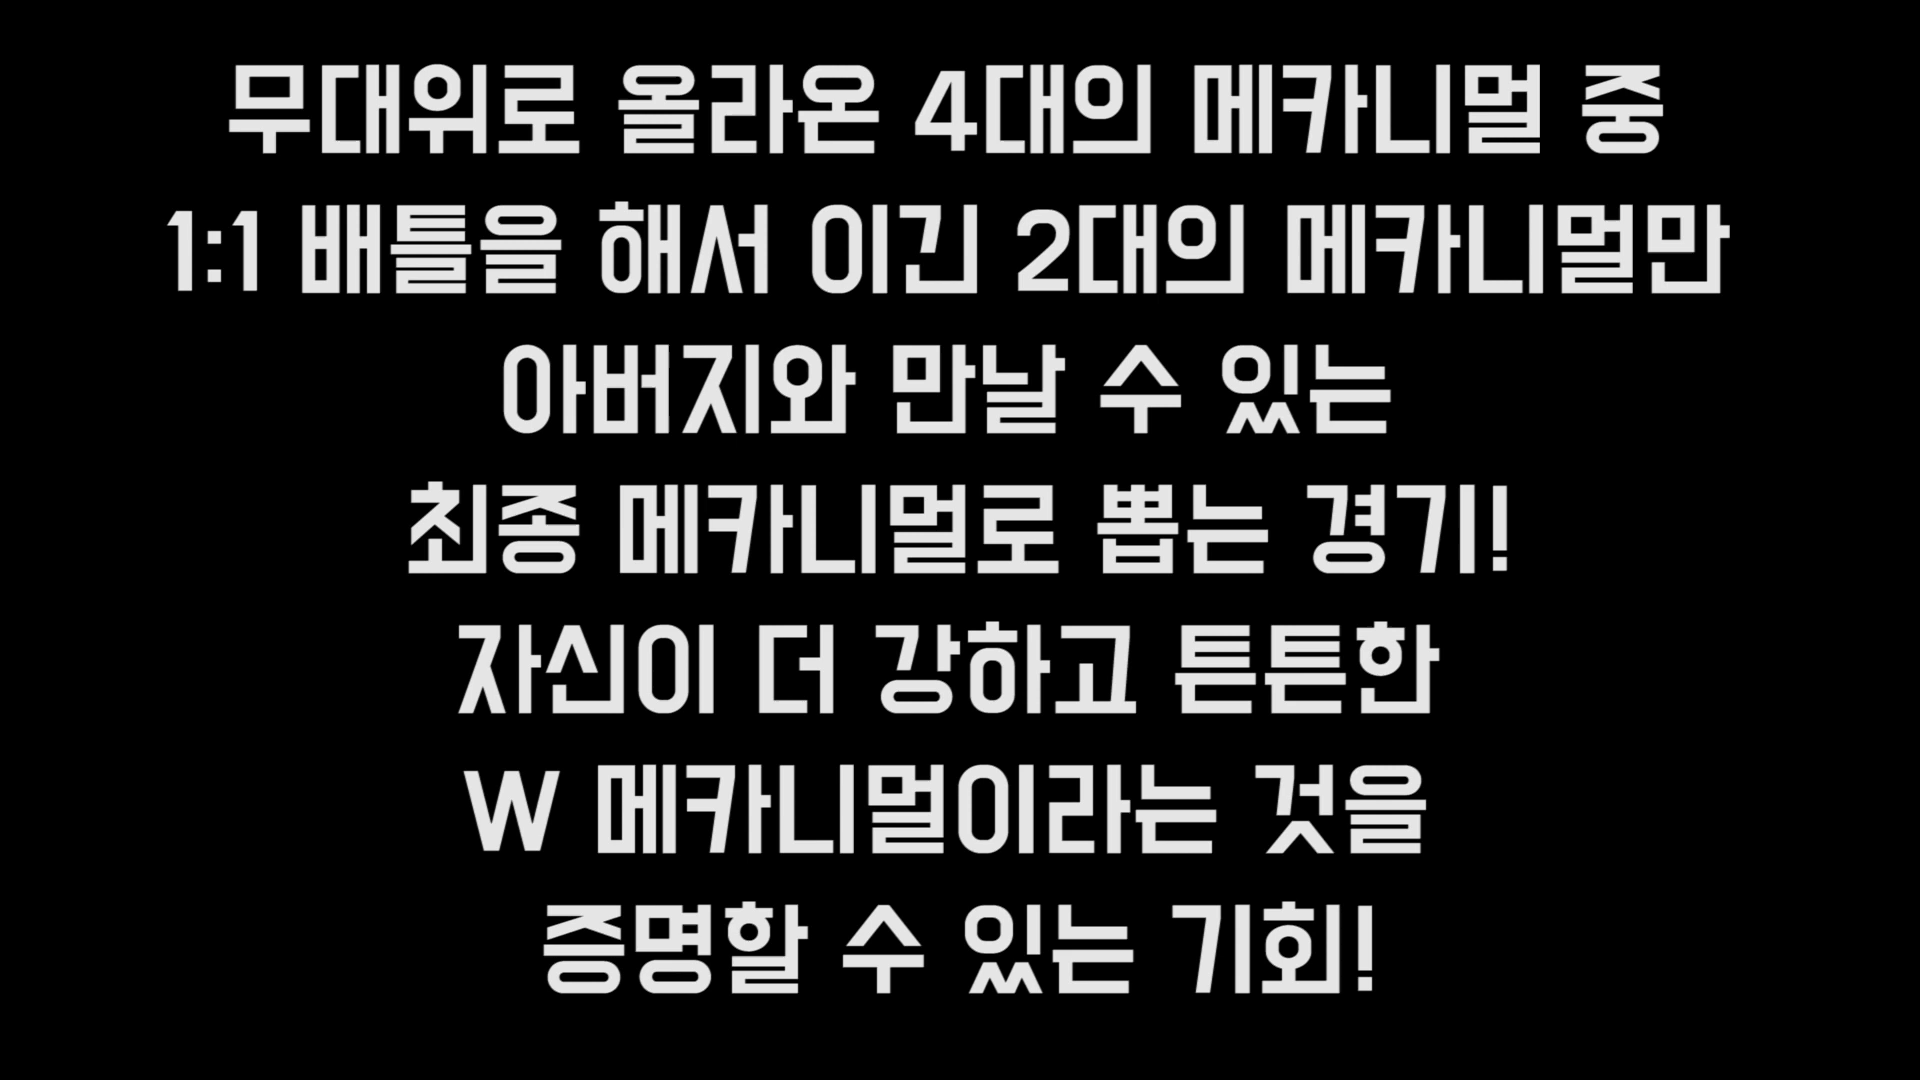 무대위로 올라온 4대의 메카니멀 중
1:1 배틀을 해서 이긴 2대의 메카니멀만
아버지와 만날 수 있는
최종 메카니멀로 뽑는 경기!
자신이 더 강하고 튼튼한
W 메카니멀이라는 것을
증명할 수 있는 기회!